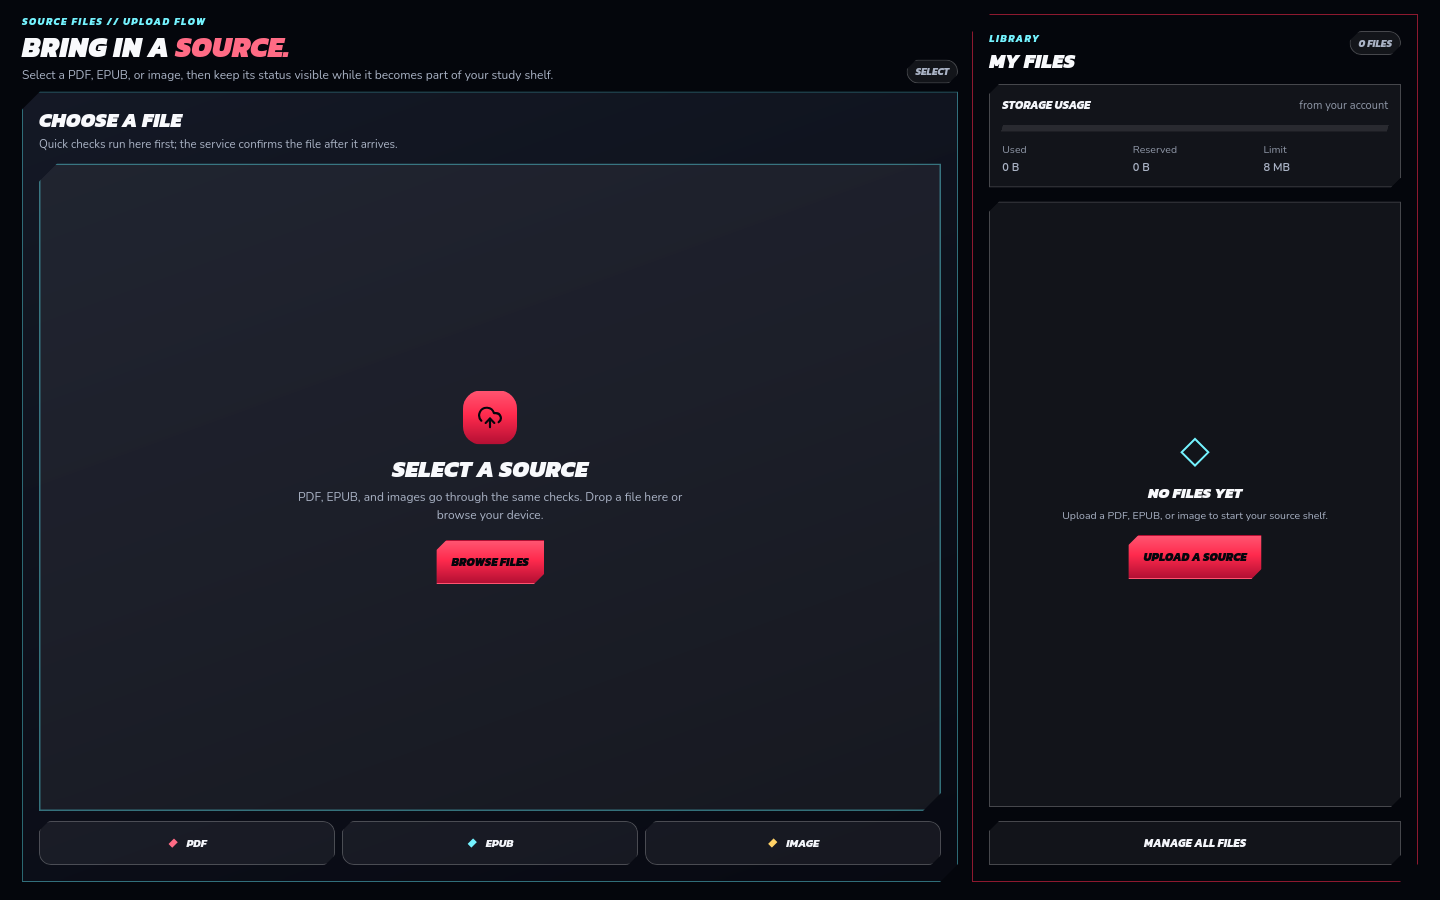 SOURCE FILES // UPLOAD FLOW
BRING IN A SOURCE.
Select a PDF, EPUB, or image, then keep its status visible while it becomes part of your study shelf.
SELECT
CHOOSE A FILE
Quick checks run here first; the service confirms the file after it arrives.
SELECT A SOURCE
PDF, EPUB, and images go through the same checks. Drop a file here or
browse your device.
BROWSE FILES
PDF
EPUB
IMAGE
LIBRARY
MY FILES
0 FILES
STORAGE USAGE
from your account
Used
0 B
Reserved
0 B
Limit
8 MB
NO FILES YET
Upload a PDF, EPUB, or image to start your source shelf.
UPLOAD A SOURCE
MANAGE ALL FILES